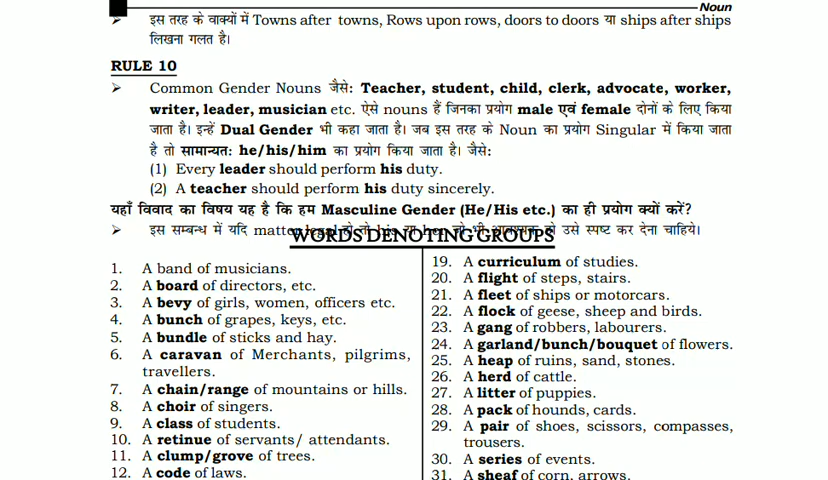 Noun
➢ इस तरह के वाक्यों में Towns after towns, Rows upon rows, doors to doors या ships after ships
लिखना गलत है।
RULE 10
➢ Common Gender Nouns जैसे: Teacher, student, child, clerk, advocate, worker,
writer, leader, musician etc. ऐसे nouns हैं जिनका प्रयोग male एवं female दोनों के लिए किया
जाता है। इन्हें Dual Gender भी कहा जाता है। जब इस तरह के Noun का प्रयोग Singular में किया जाता
है तो सामान्यतः he/his/him का प्रयोग किया जाता है। जैसे:
(1) Every leader should perform his duty.
(2) A teacher should perform his duty sincerely.
यहाँ विवाद का विषय यह है कि हम Masculine Gender (He/His etc.) का ही प्रयोग क्यों करें?
➢ इस सम्बन्ध में यदि matter legal हो तो his या her जो भी आवश्यक हो उसे स्पष्ट कर देना चाहिये।
WORDS DENOTING GROUPS
1. A band of musicians.
2. A board of directors, etc.
3. A bevy of girls, women, officers etc.
4. A bunch of grapes, keys, etc.
5. A bundle of sticks and hay.
6. A caravan of Merchants, pilgrims,
travellers.
7. A chain/range of mountains or hills.
8. A choir of singers.
9. A class of students.
10. A retinue of servants/ attendants.
11. A clump/grove of trees.
12. A code of laws.
19. A curriculum of studies.
20. A flight of steps, stairs.
21. A fleet of ships or motorcars.
22. A flock of geese, sheep and birds.
23. A gang of robbers, labourers.
24. A garland/bunch/bouquet of flowers.
25. A heap of ruins, sand, stones.
26. A herd of cattle.
27. A litter of puppies.
28. A pack of hounds, cards.
29. A pair of shoes, scissors, compasses,
trousers.
30. A series of events.
31. A sheaf of corn, arrows.